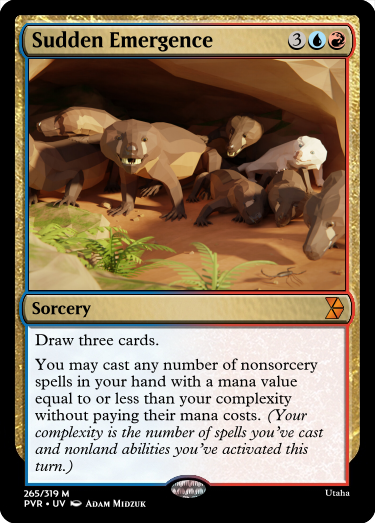 Sudden Emergence 3
Sorcery
Draw three cards.
You may cast any number of nonsorcery
spells in your hand with a mana value
equal to or less than your complexity
without paying their mana costs. (Your
complexity is the number of spells you've cast
and nonland abilities you've activated this
turn.)
265/319 M
PVR • UV Adam Midzuk
Utaha